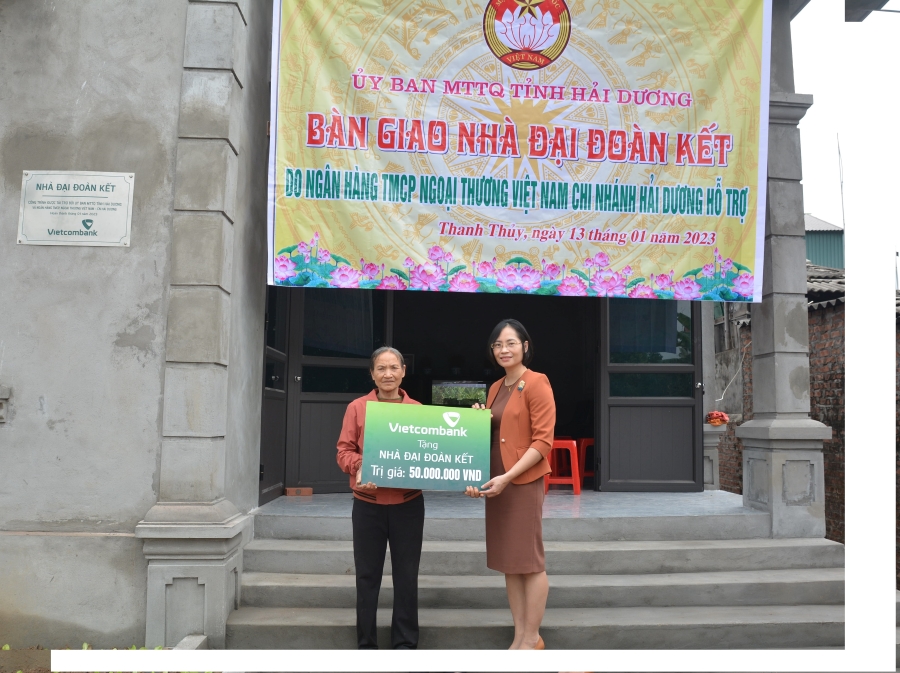 VIỆT NAM
ỦY BAN MTTQ TỈNH HẢI DƯƠNG
BÀN GIAO NHÀ ĐẠI ĐOÀN KẾT
DO NGÂN HÀNG TMCP NGOẠI THƯƠNG VIỆT NAM CHI NHÁNH HẢI DƯƠNG HỖ TRỢ
Thanh Thủy, ngày 13 tháng 01 năm 2023
NHÀ ĐẠI ĐOÀN KẾT
Vietcombank
Vietcombank
Tặng
NHÀ ĐẠI ĐOÀN KẾT
Trị giá: 50.000.000 VND